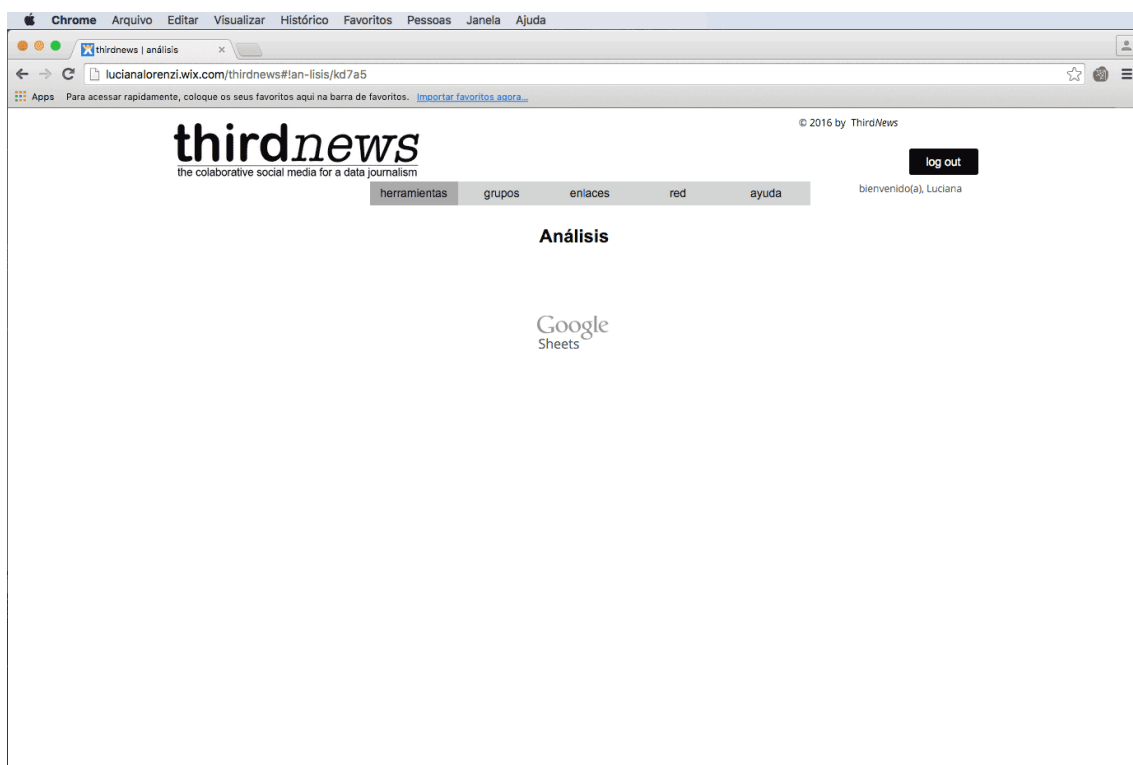 Chrome Arquivo Editar Visualizar Histórico Favoritos Pessoas Janela Ajuda
thirdnews | análisis
lucianalorenzi.wix.com/thirdnews#!an-lisis/kd7a5
Apps Para acessar rapidamente, coloque os seus favoritos aqui na barra de favoritos. Importar favoritos agora...
© 2016 by ThirdNews
thirdnews
the colaborative social media for a data journalism
log out
bienvenido(a), Luciana
herramientas grupos enlaces red ayuda
Análisis
Google
Sheets